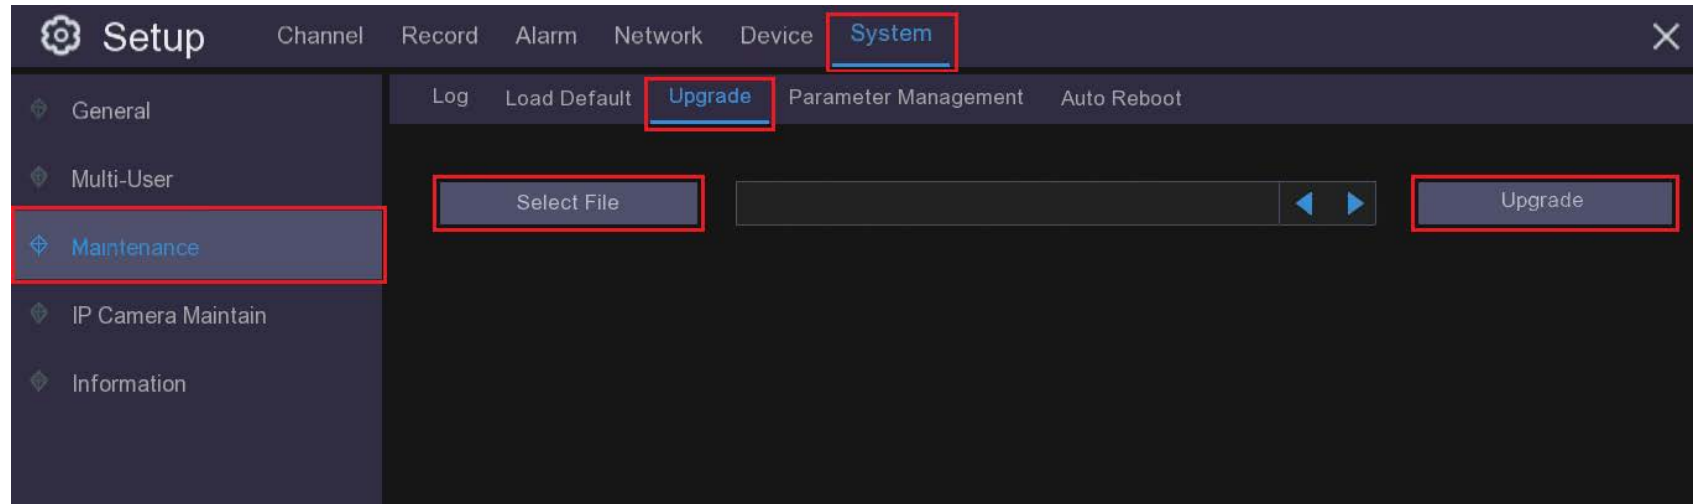 Setup Channel Record Alarm Network Device System
Log Load Default Upgrade Parameter Management Auto Reboot
General
Multi-User
Select File Upgrade
Maintenance
IP Camera Maintain
Information